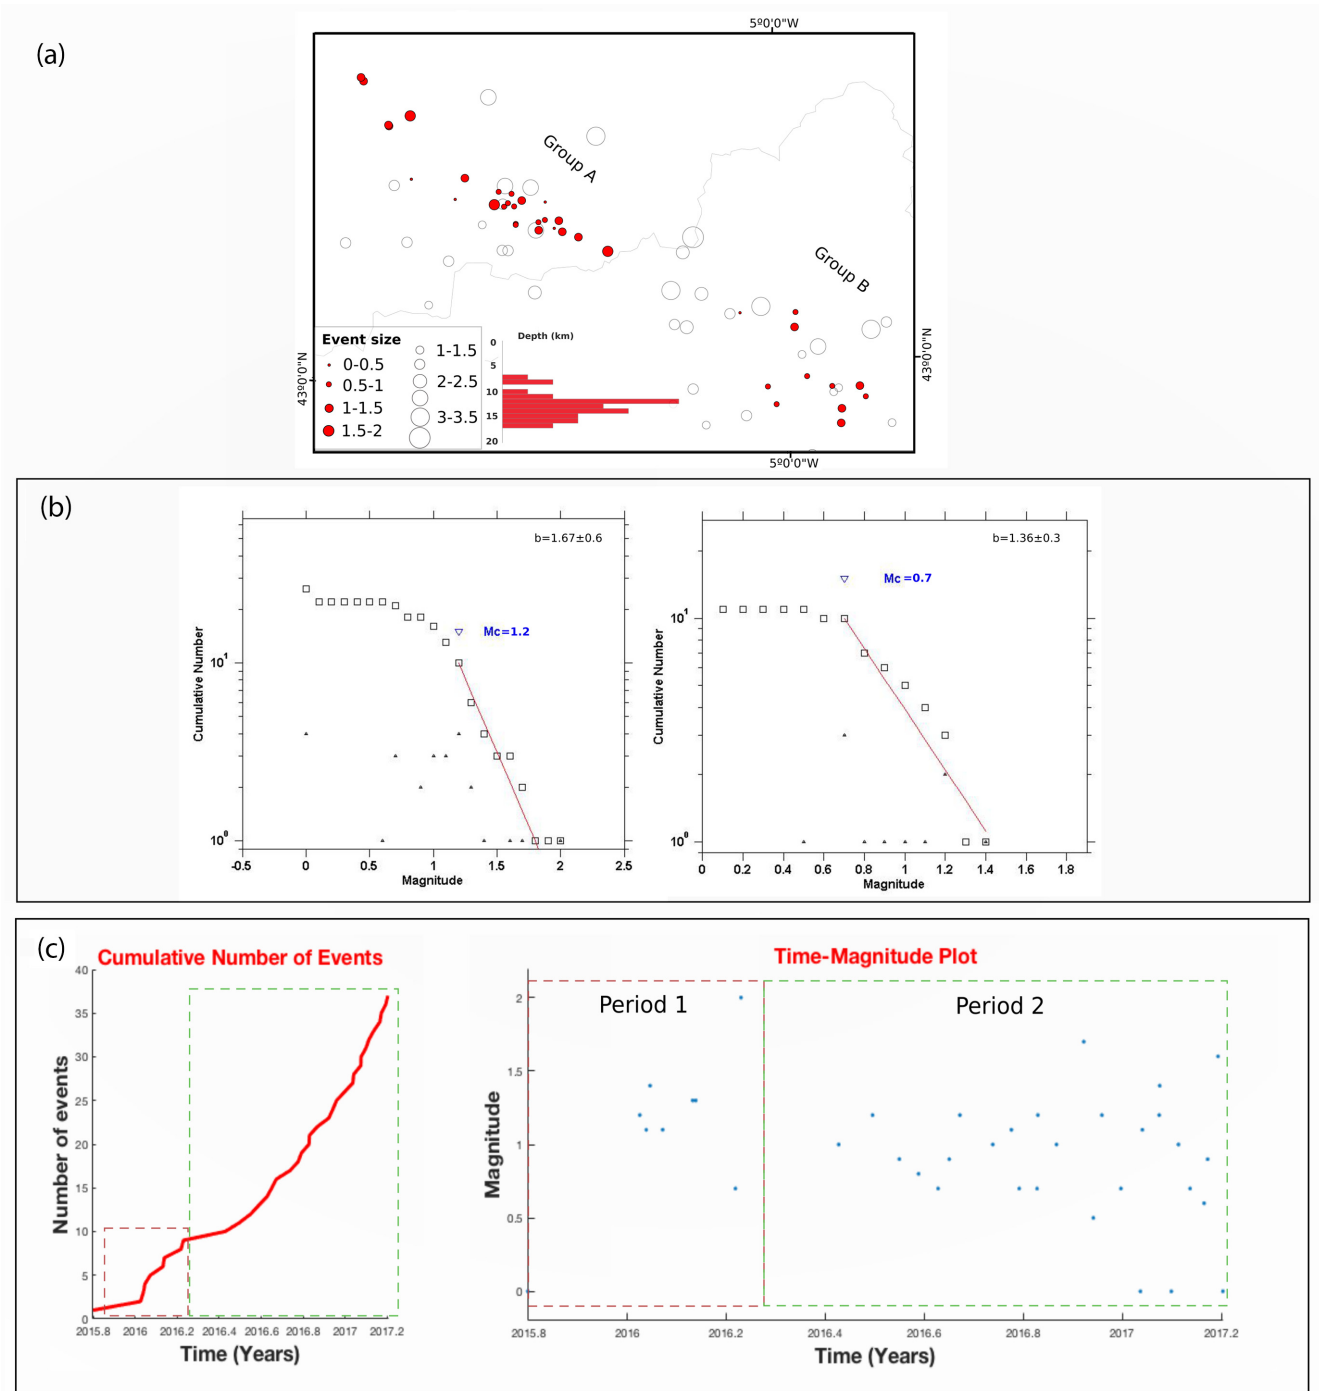 (a)
5º0'0"W
Group A
Group B
Event size
0-0.5
0.5-1
1-1.5
1.5-2
1-1.5
2-2.5
3-3.5
Depth (km)
0
5
10
15
20
43º0'0"N
43º0'0"N
5º0'0"W
(b)
b=1.67±0.6
Mc=1.2
Cumulative Number
10¹
10⁰
-0.5 0 0.5 1 1.5 2 2.5
Magnitude
b=1.36±0.3
Mc =0.7
Cumulative Number
10¹
10⁰
0 0.2 0.4 0.6 0.8 1 1.2 1.4 1.6 1.8
Magnitude
(c)
Cumulative Number of Events
Number of events
40
35
30
25
20
15
10
5
0
2015.8 2016 2016.2 2016.4 2016.6 2016.8 2017 2017.2
Time (Years)
Time-Magnitude Plot
Period 1
Period 2
Magnitude
2
1.5
1
0.5
0
2015.8 2016 2016.2 2016.4 2016.6 2016.8 2017 2017.2
Time (Years)